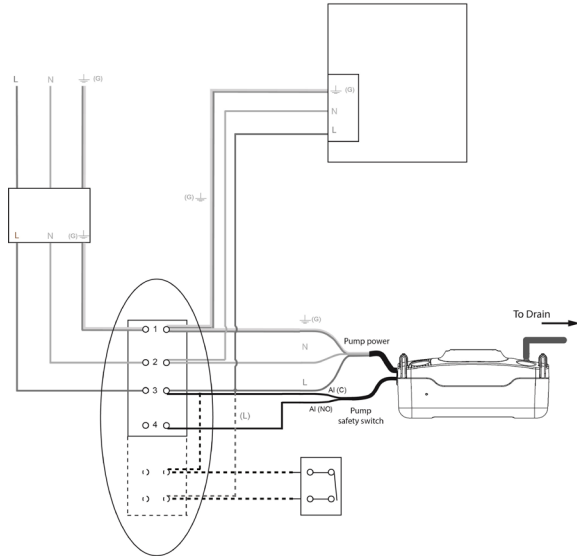 L N ⏚ (G)
⏚ (G)
N
L
(G) ⏚
L N (G) ⏚
1
2
3
4
⏚ (G)
N
L
Pump power
To Drain
Al (C)
Al (NO)
Pump
safety switch
(L)